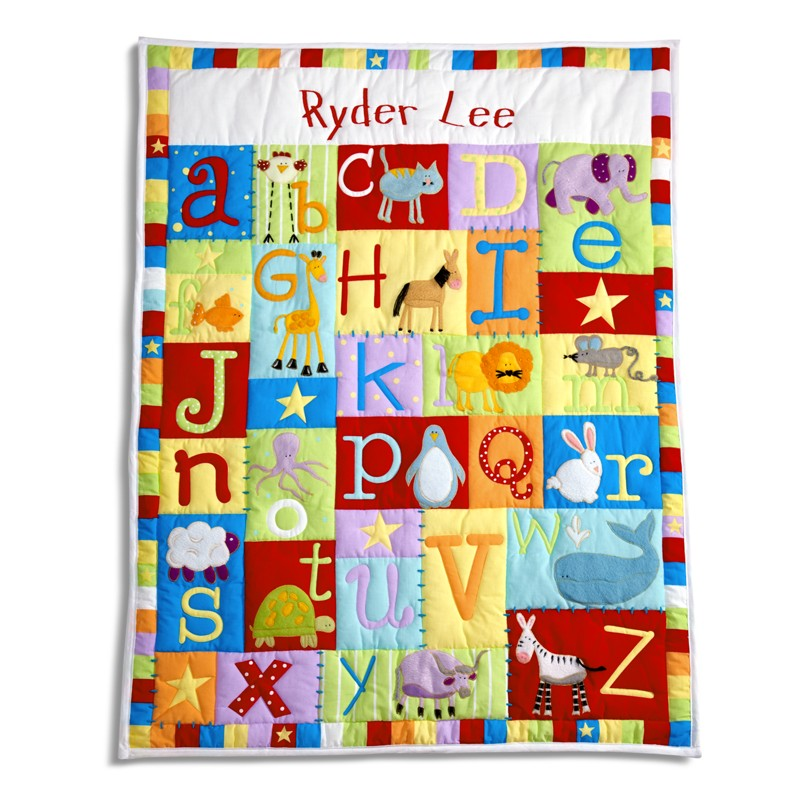 Ryder Lee
a b C D e
f G H I
J k l m
n o p Q r
s t u V w
x y Z